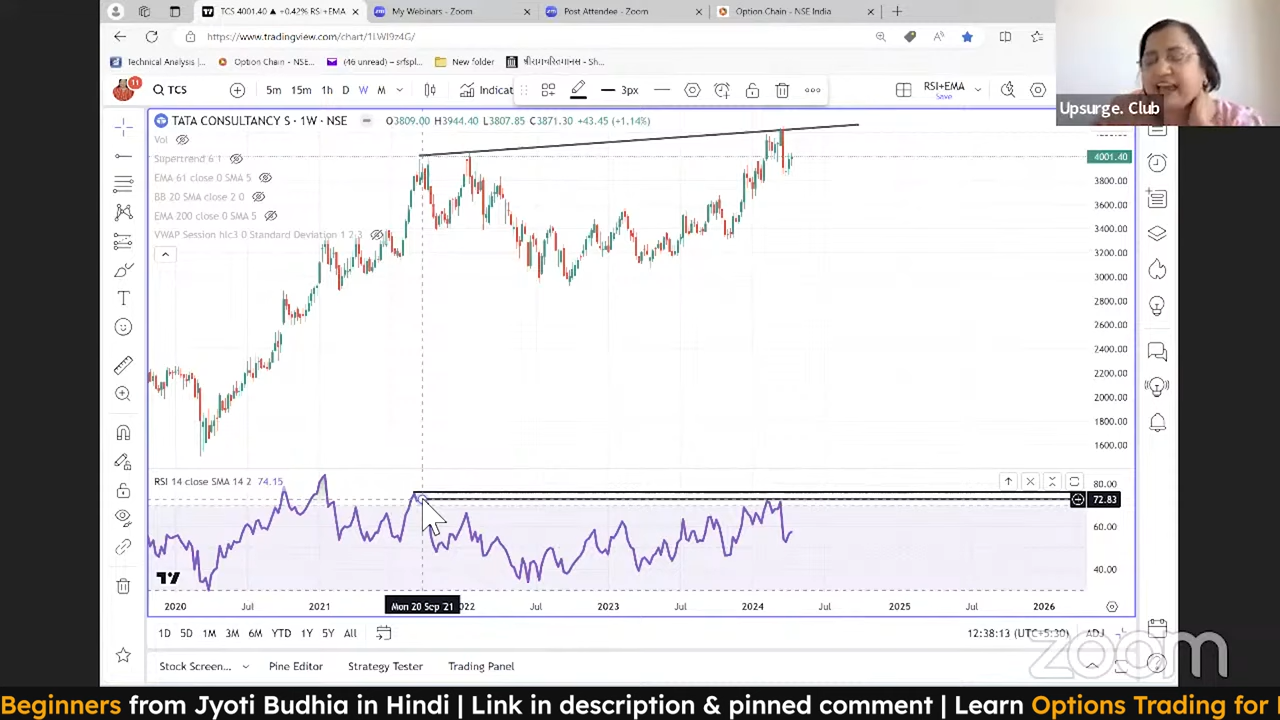 TCS 4001.40 ▲ +0.42% RSI+EMA
My Webinars - Zoom
Post Attendee - Zoom
Option Chain - NSE India
https://www.tradingview.com/chart/1LWI9z4G/
Technical Analysis |
Option Chain - NSE...
(46 unread) - srfspl...
New folder
11
TCS
5m 15m 1h D W M
Indicat
3px
RSI+EMA
Save
Upsurge. Club
TATA CONSULTANCY S · 1W · NSE
H3984.40 L3807.85 C3871.30 +43.45 (+1.14%)
Vol
Supertrend 6 1
EMA 61 close 0 SMA 5
BB 20 SMA close 2 0
EMA 200 close 0 SMA 5
VWAP Session hlc3 0 Standard Deviation 1 2 3
4001.40
3800.00
3600.00
3400.00
3200.00
3000.00
2800.00
2600.00
2400.00
2200.00
2000.00
1800.00
1600.00
RSI 14 close SMA 14 2 74.15
80.00
72.83
60.00
40.00
2020 Jul 2021 Mon 20 Sep '21 022 Jul 2023 Jul 2024 Jul 2025 Jul 2026
1D 5D 1M 3M 6M YTD 1Y 5Y All
12:38:13 (UTC+5:30) ADJ
zoom
Stock Screen...
Pine Editor
Strategy Tester
Trading Panel
Beginners from Jyoti Budhia in Hindi | Link in description & pinned comment | Learn Options Trading for